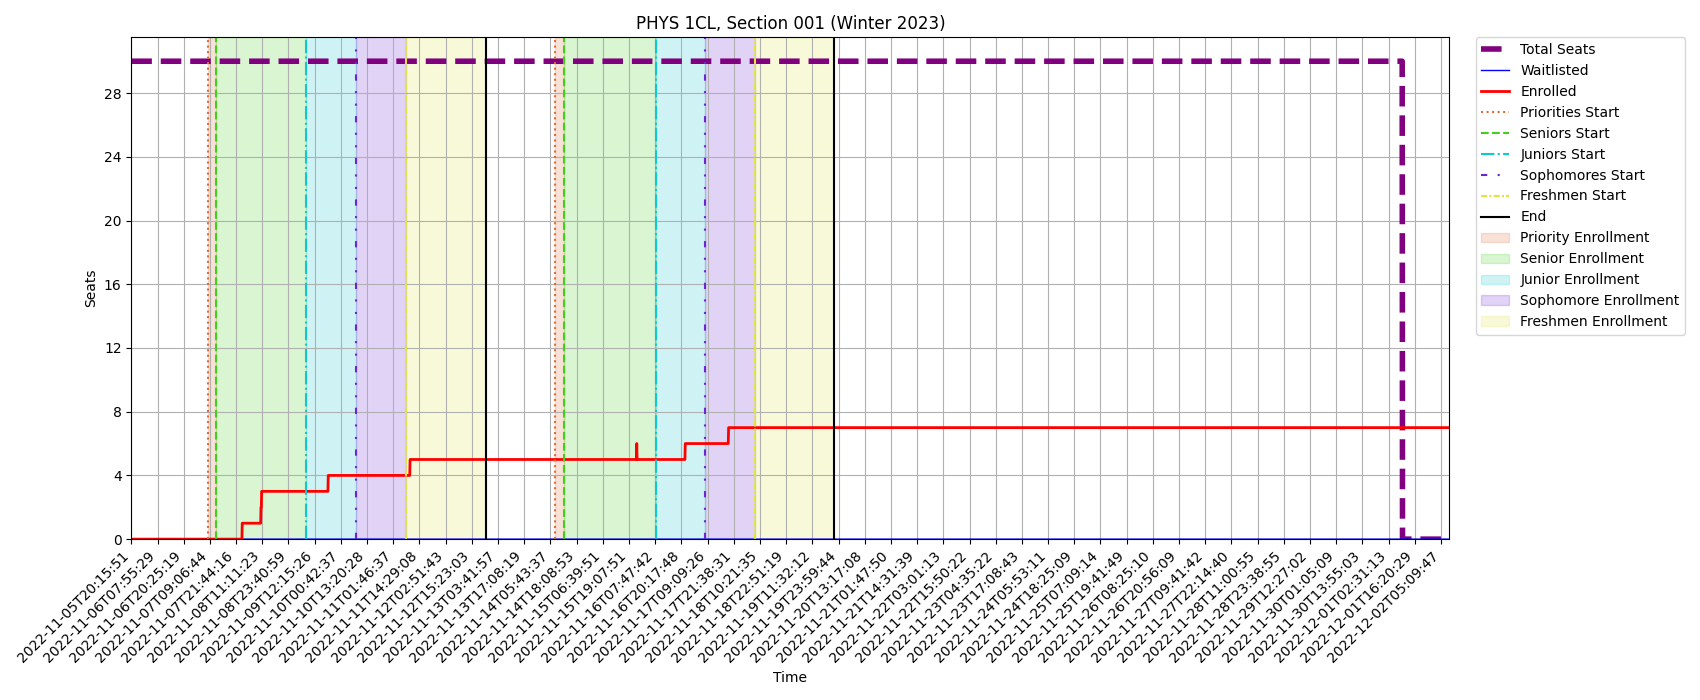 PHYS 1CL, Section 001 (Winter 2023)
Seats
28
24
20
16
12
8
4
0
2022-11-05T20:15:51
2022-11-06T07:55:29
2022-11-06T20:25:19
2022-11-07T09:06:44
2022-11-07T21:44:16
2022-11-08T11:11:23
2022-11-08T23:40:59
2022-11-09T12:15:26
2022-11-10T00:42:37
2022-11-10T13:20:28
2022-11-11T01:46:37
2022-11-11T14:29:08
2022-11-12T02:51:43
2022-11-12T15:23:03
2022-11-13T03:41:57
2022-11-13T17:08:19
2022-11-14T05:43:37
2022-11-14T18:08:53
2022-11-15T06:39:51
2022-11-15T19:07:51
2022-11-16T07:47:42
2022-11-16T20:17:48
2022-11-17T09:09:26
2022-11-17T21:38:31
2022-11-18T10:21:35
2022-11-18T22:51:19
2022-11-19T11:32:12
2022-11-19T23:59:44
2022-11-20T13:17:08
2022-11-21T01:47:50
2022-11-21T14:31:39
2022-11-22T03:01:13
2022-11-22T15:50:22
2022-11-23T04:35:22
2022-11-23T17:08:43
2022-11-24T05:53:11
2022-11-24T18:25:09
2022-11-25T07:09:14
2022-11-25T19:41:49
2022-11-26T08:25:10
2022-11-26T20:56:09
2022-11-27T09:41:42
2022-11-27T22:14:40
2022-11-28T11:00:55
2022-11-28T23:38:55
2022-11-29T12:27:02
2022-11-30T01:05:09
2022-11-30T13:55:03
2022-12-01T02:31:13
2022-12-01T16:20:29
2022-12-02T05:09:47
Time
Total Seats
Waitlisted
Enrolled
Priorities Start
Seniors Start
Juniors Start
Sophomores Start
Freshmen Start
End
Priority Enrollment
Senior Enrollment
Junior Enrollment
Sophomore Enrollment
Freshmen Enrollment